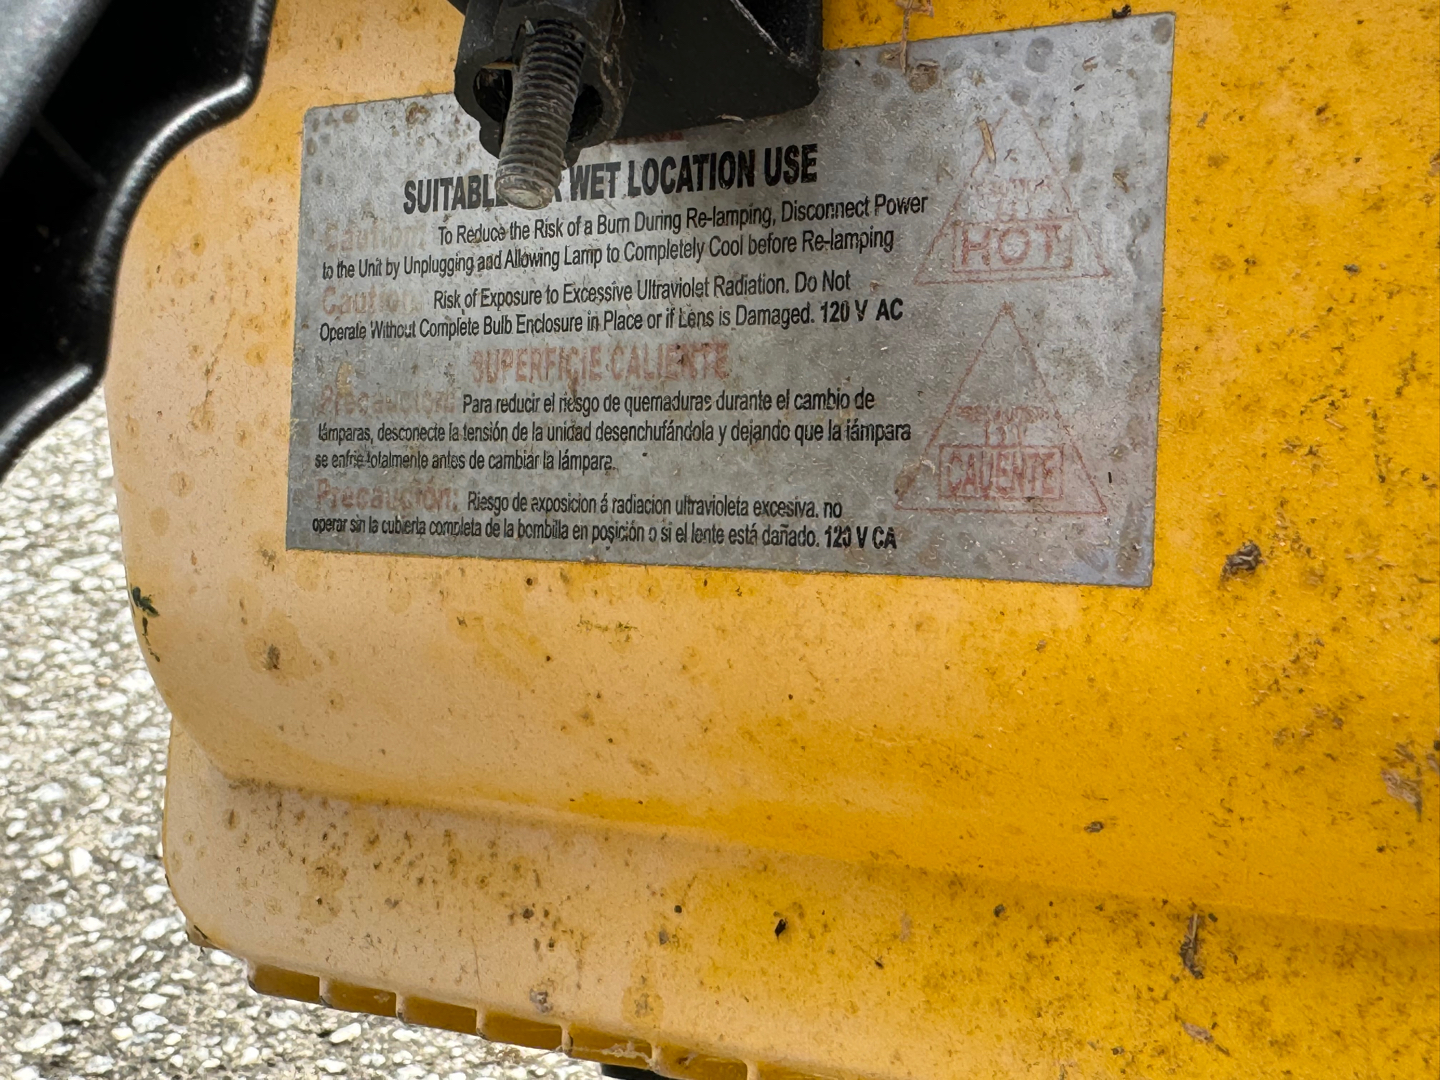 SUITABLE WET LOCATION USE
Caution: To Reduce the Risk of a Burn During Re-lamping, Disconnect Power
to the Unit by Unplugging and Allowing Lamp to Completely Cool before Re-lamping
Caution: Risk of Exposure to Excessive Ultraviolet Radiation. Do Not
Operate Without Complete Bulb Enclosure in Place or if Lens is Damaged. 120 V AC
SUPERFICIE CALIENTE
Precaución: Para reducir el riesgo de quemaduras durante el cambio de
lámparas, desconecte la tensión de la unidad desenchufándola y dejando que la lámpara
se enfríe totalmente antes de cambiar la lámpara.
Precaución: Riesgo de exposicion á radiacion ultravioleta excesiva. no
operar sin la cubierta completa de la bombilla en posición o si el lente está dañado. 120 V CA
CAUTION
HOT
CALIENTE